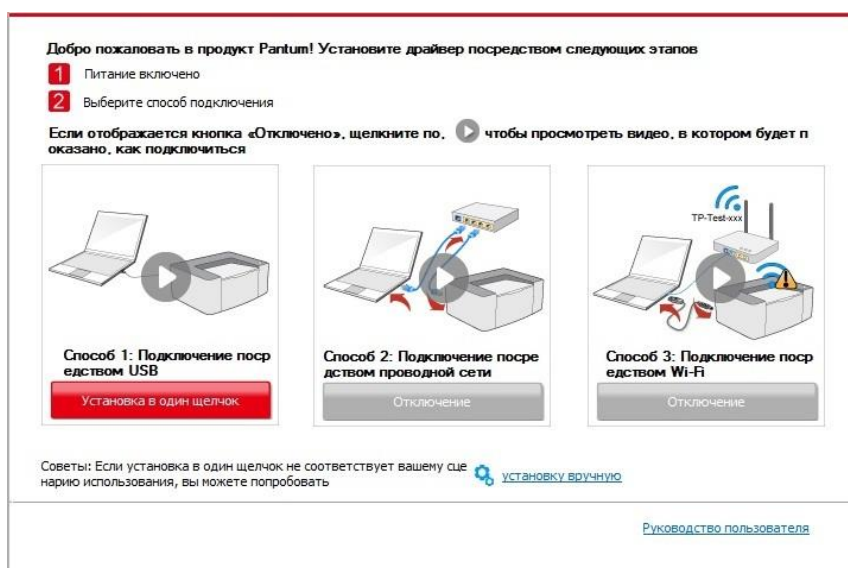 Добро пожаловать в продукт Pantum! Установите драйвер посредством следующих этапов
1 Питание включено
2 Выберите способ подключения
Если отображается кнопка «Отключено», щелкните по, чтобы просмотреть видео, в котором будет п
оказано, как подключиться
TP-Test-xxx
Способ 1: Подключение поср
едством USB
Установка в один щелчок
Способ 2: Подключение посре
дством проводной сети
Отключение
Способ 3: Подключение поср
едством Wi-Fi
Отключение
Советы: Если установка в один щелчок не соответствует вашему сце
нарию использования, вы можете попробовать
установку вручную
Руководство пользователя